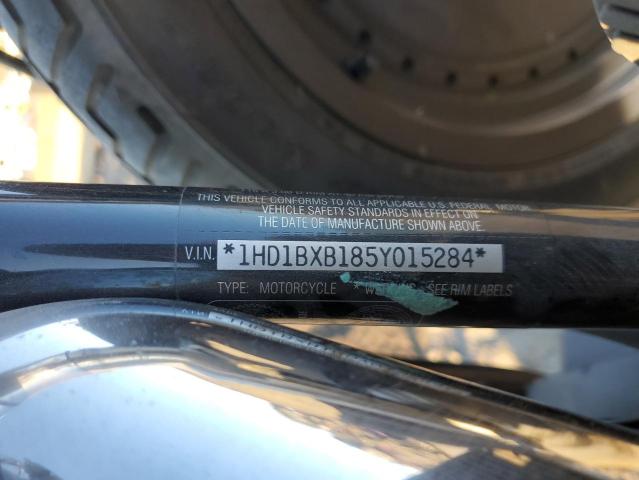 THIS VEHICLE CONFORMS TO ALL APPLICABLE U.S. FEDERAL MOTOR
VEHICLE SAFETY STANDARDS IN EFFECT ON
THE DATE OF MANUFACTURE SHOWN ABOVE.
V.I.N. *1HD1BXB185Y015284*
TYPE: MOTORCYCLE * SEE RIM LABELS